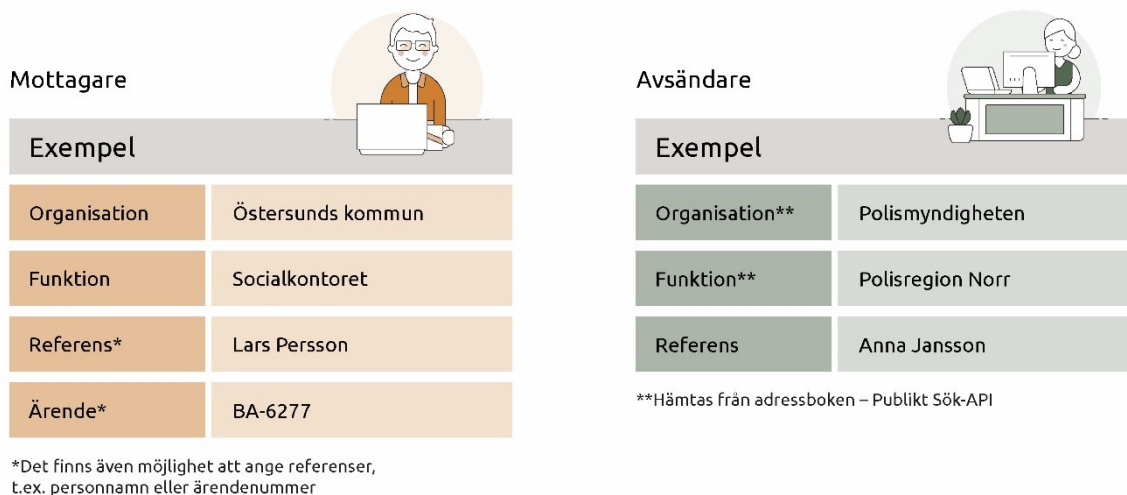 Mottagare
Exempel
Organisation Östersunds kommun
Funktion Socialkontoret
Referens* Lars Persson
Ärende* BA-6277
*Det finns även möjlighet att ange referenser,
t.ex. personnamn eller ärendenummer
Avsändare
Exempel
Organisation** Polismyndigheten
Funktion** Polisregion Norr
Referens Anna Jansson
**Hämtas från adressboken – Publikt Sök-API